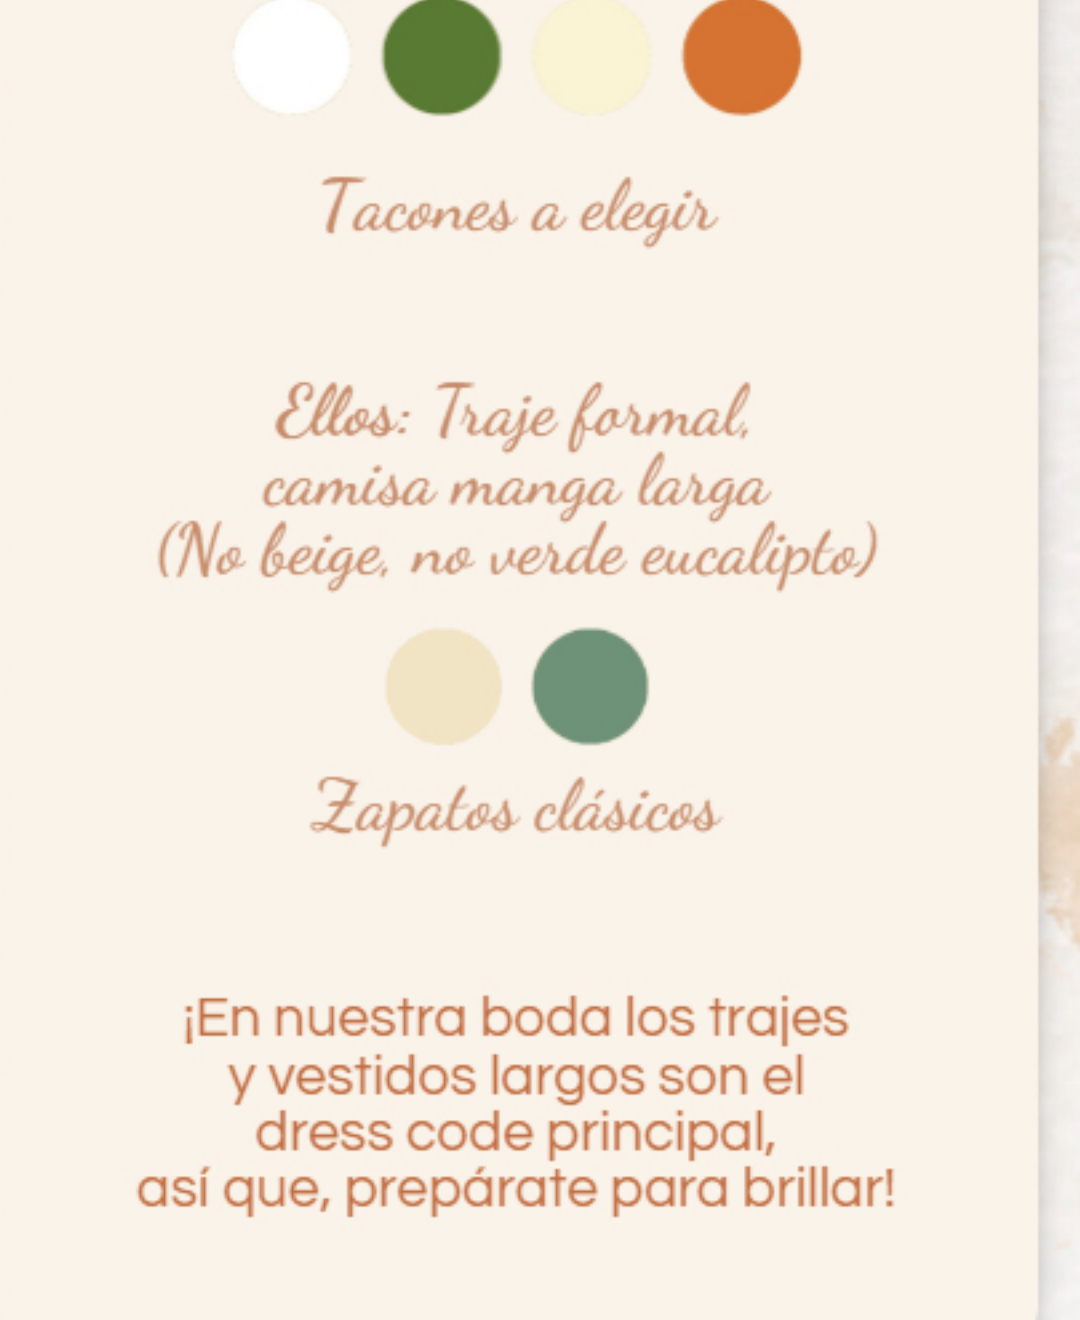 Tacones a elegir
Ellos: Traje formal,
camisa manga larga
(No beige, no verde eucalipto)
Zapatos clásicos
¡En nuestra boda los trajes
y vestidos largos son el
dress code principal,
así que, prepárate para brillar!